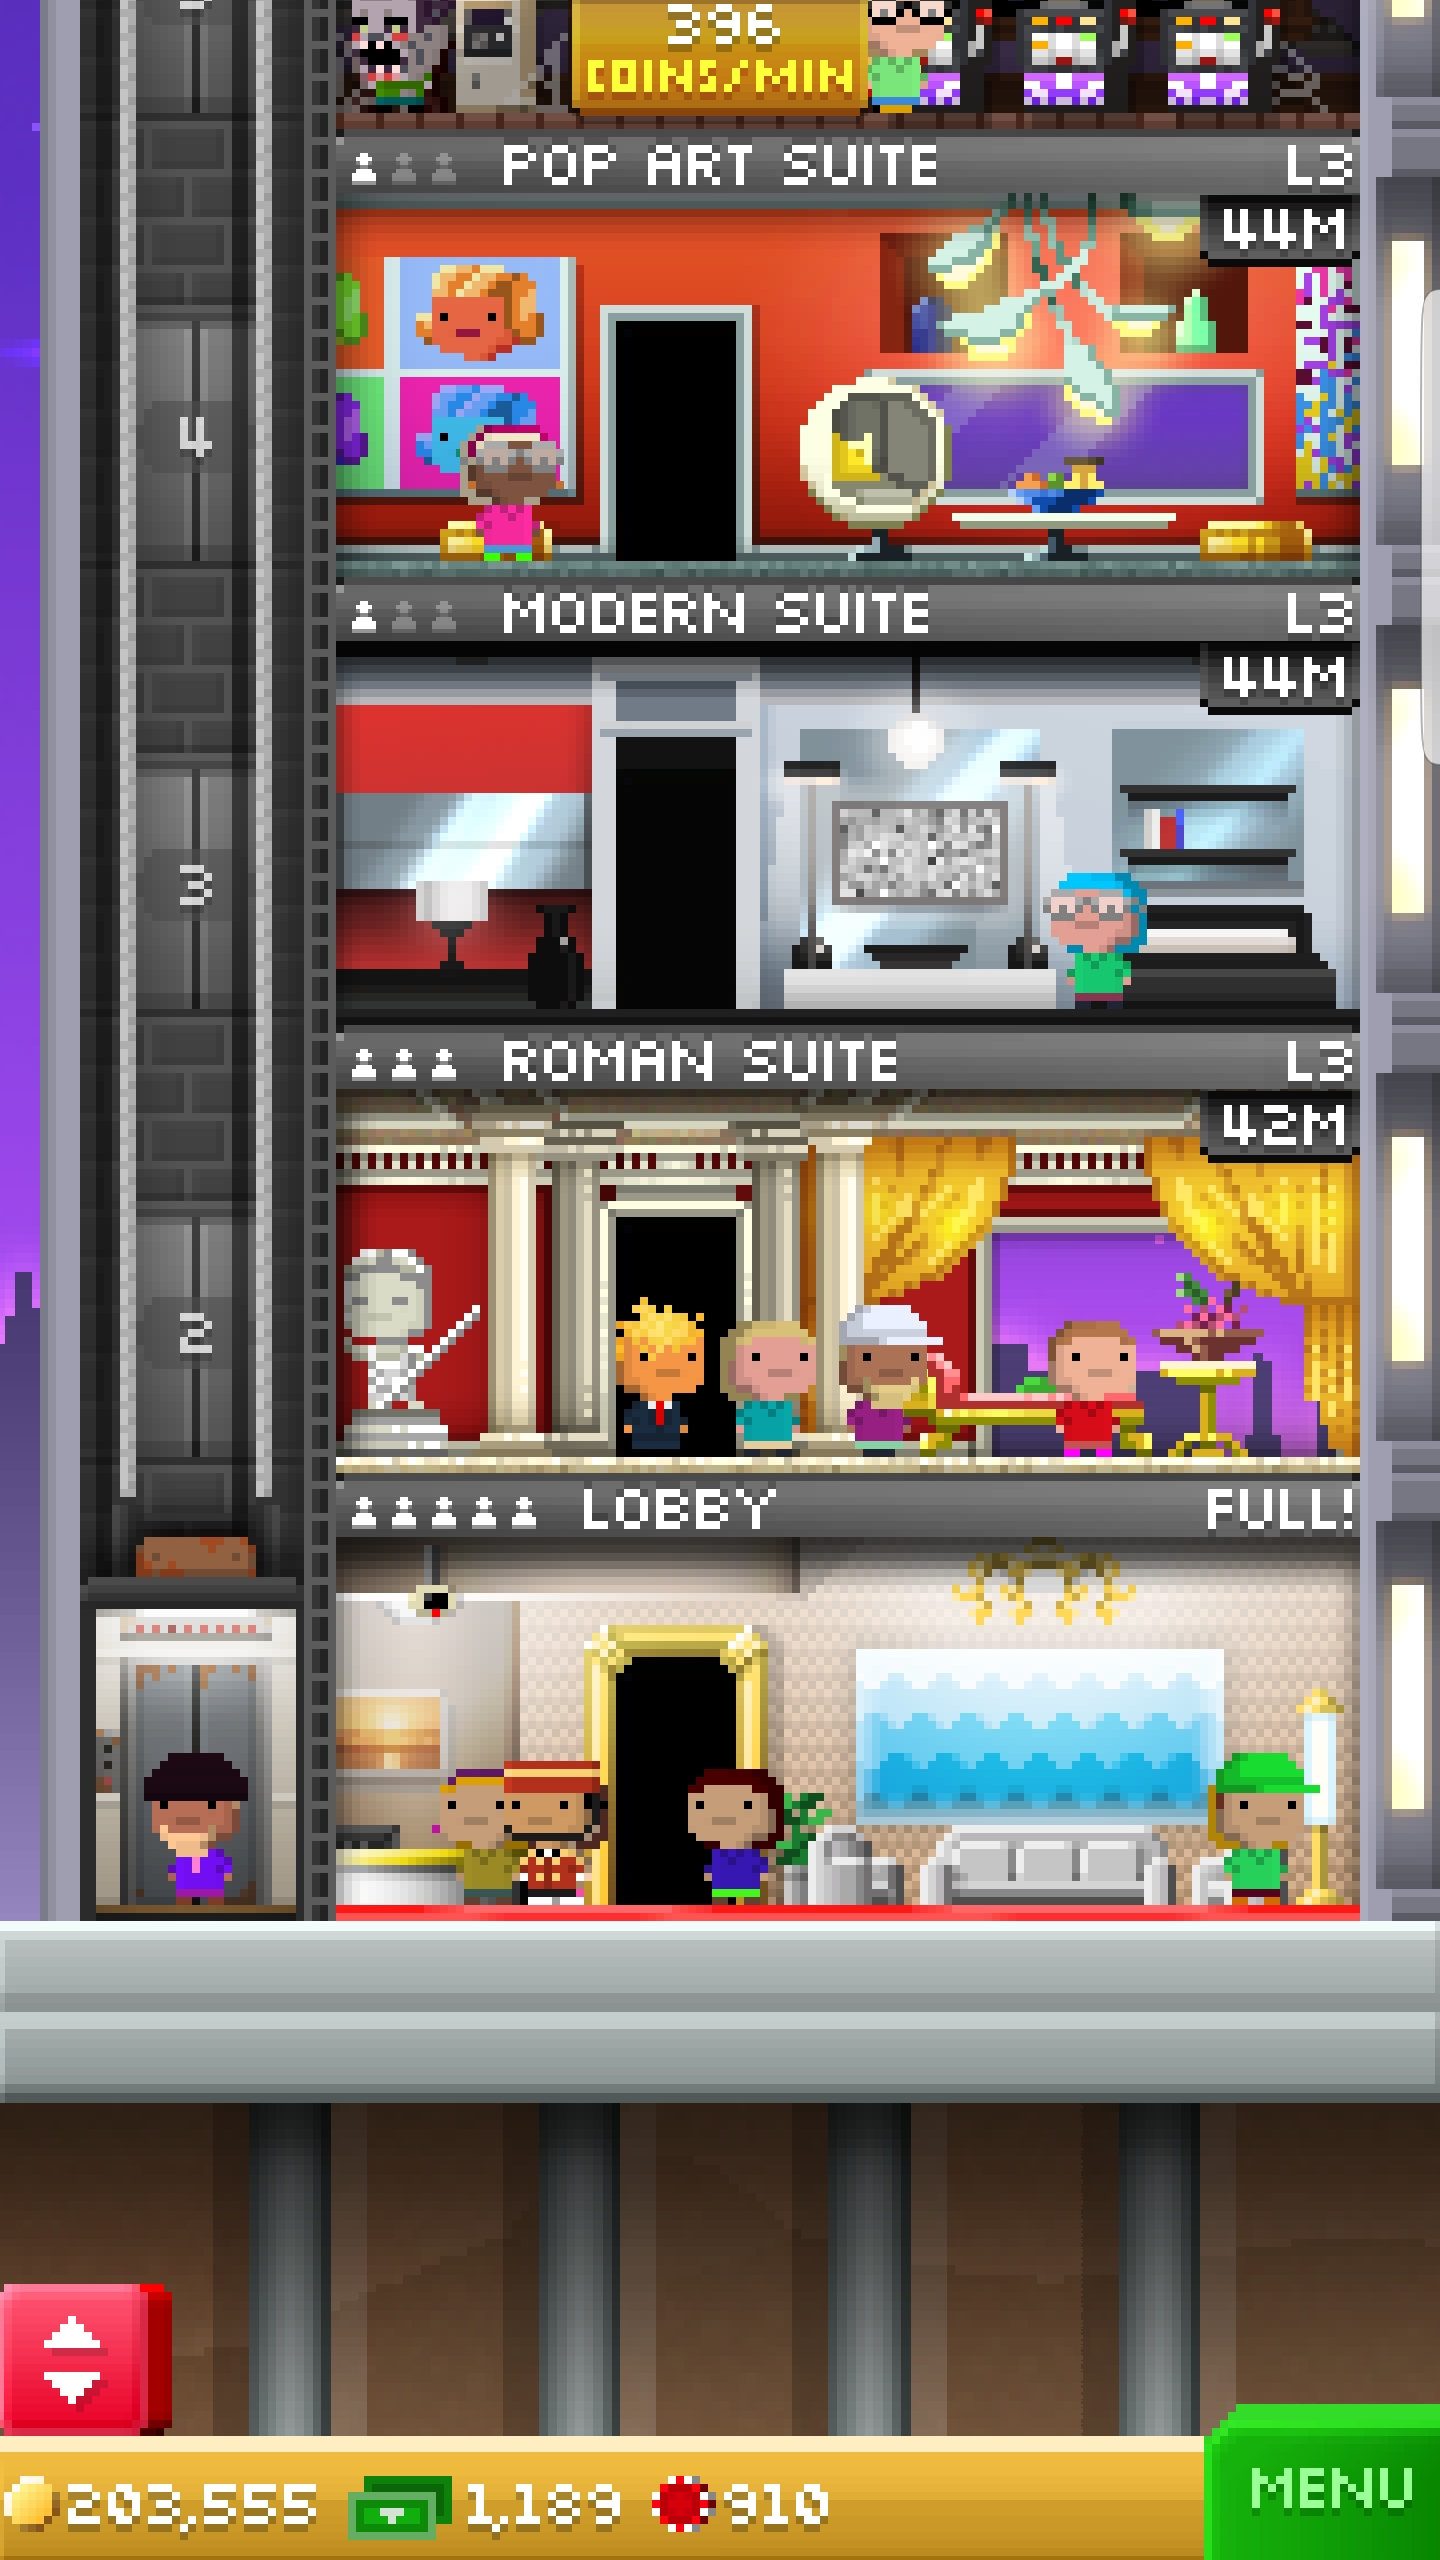 396
COINS/MIN
POP ART SUITE L3
44M
4
MODERN SUITE L3
44M
3
ROMAN SUITE L3
42M
2
LOBBY FULL!
203,555 1,189 910 MENU